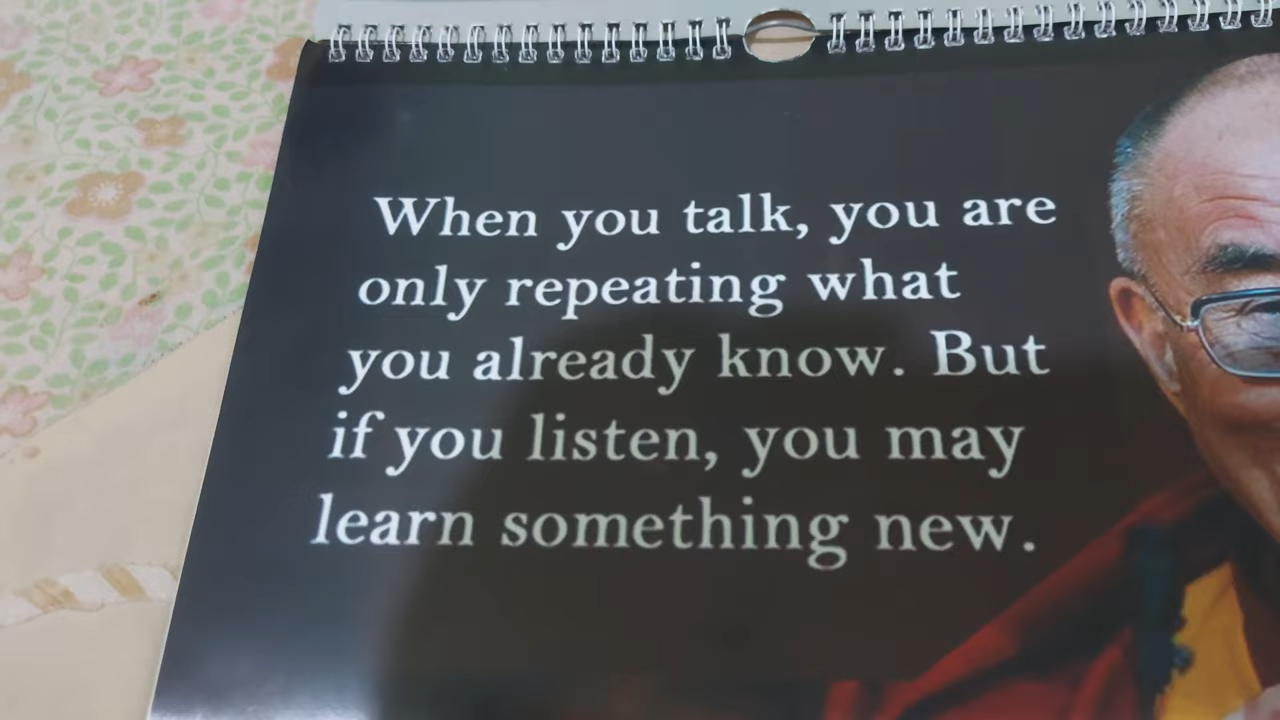 When you talk, you are
only repeating what
you already know. But
if you listen, you may
learn something new.